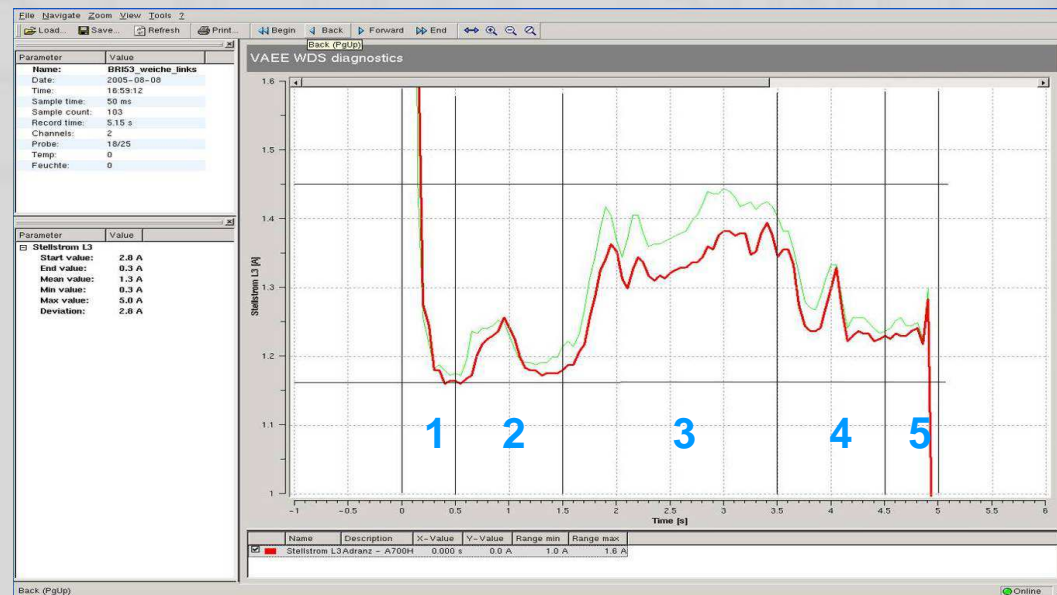 File Navigate Zoom View Tools ?
Load... Save... Refresh Print... Begin Back Forward End
Back (PgUp)
Parameter Value
Name: BRI53_weiche_links
Date: 2005-08-08
Time: 16:59:12
Sample time: 50 ms
Sample count: 103
Record time: 5.15 s
Channels: 2
Probe: 18/25
Temp: 0
Feuchte: 0
Parameter Value
Stellstrom L3
Start value: 2.8 A
End value: 0.3 A
Mean value: 1.3 A
Min value: 0.3 A
Max value: 5.0 A
Deviation: 2.8 A
VAEE WDS diagnostics
1.6
1.5
1.4
1.3
1.2
1.1
1
Stellstrom L3 [A]
1 2 3 4 5
-1 -0.5 0 0.5 1 1.5 2 2.5 3 3.5 4 4.5 5 5.5 6
Time [s]
Name Description X-Value Y-Value Range min Range max
Stellstrom L3 Adranz - A700H 0.000 s 0.0 A 1.0 A 1.6 A
Back (PgUp) Online